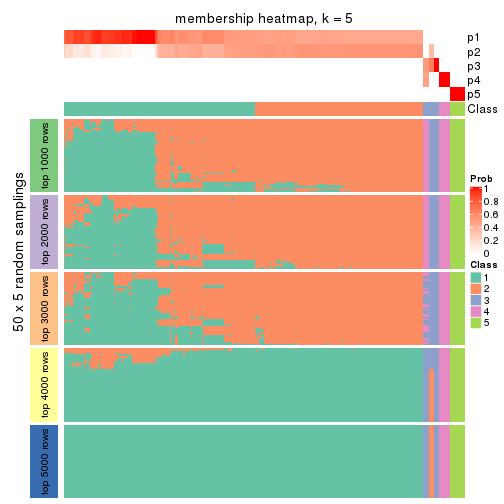 membership heatmap, k = 5
p1
p2
p3
p4
p5
Class
50 x 5 random samplings
top 1000 rows
top 2000 rows
top 3000 rows
top 4000 rows
top 5000 rows
Prob
1
0.8
0.6
0.4
0.2
0
Class
1
2
3
4
5